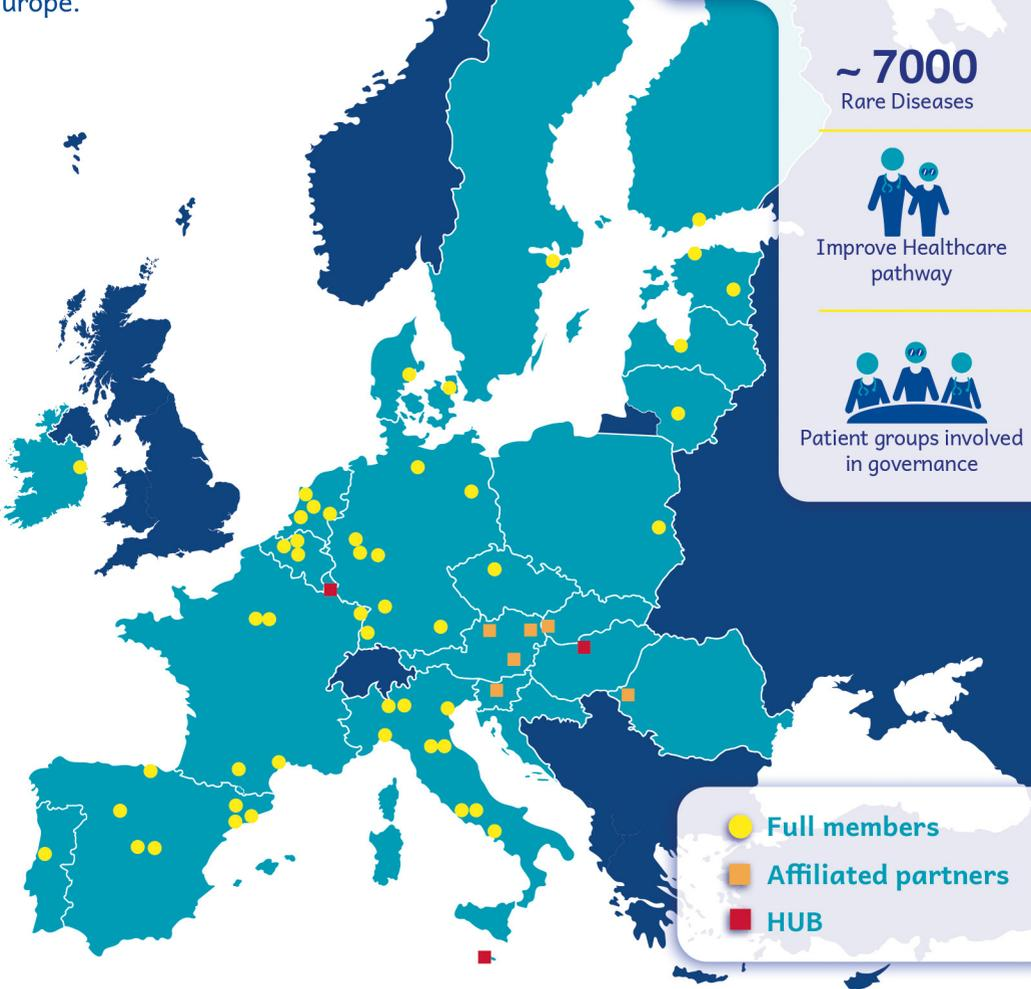 urope.
~ 7000
Rare Diseases
Improve Healthcare
pathway
Patient groups involved
in governance
Full members
Affiliated partners
HUB